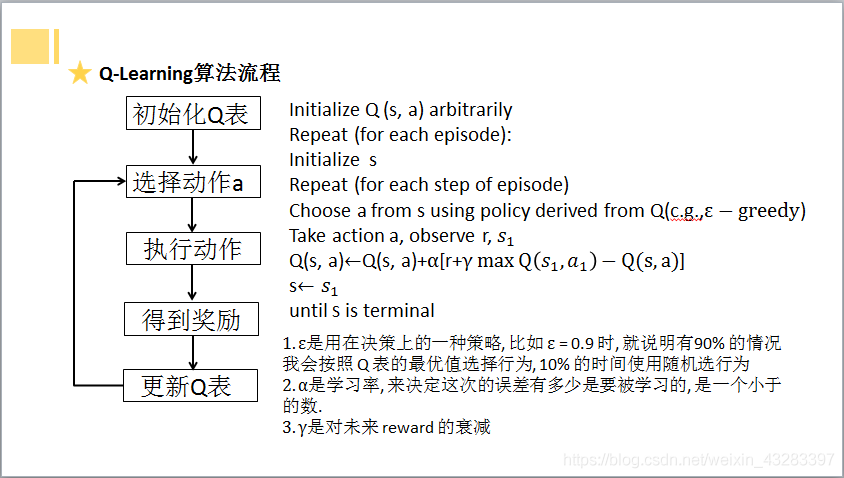 Q-Learning算法流程
初始化Q表
选择动作a
执行动作
得到奖励
更新Q表
Initialize Q (s, a) arbitrarily
Repeat (for each episode):
Initialize s
Repeat (for each step of episode)
Choose a from s using policy derived from Q(c.g.,ε − greedy)
Take action a, observe r, s₁
Q(s, a)←Q(s, a)+α[r+γ max Q(s₁, a₁) − Q(s, a)]
s← s₁
until s is terminal
1.ε是用在决策上的一种策略, 比如 ε = 0.9 时, 就说明有90% 的情况
我会按照 Q 表的最优值选择行为, 10% 的时间使用随机选行为
2.α是学习率, 来决定这次的误差有多少是要被学习的, 是一个小于
的数.
3.γ是对未来 reward 的衰减
https://blog.csdn.net/weixin_43283397